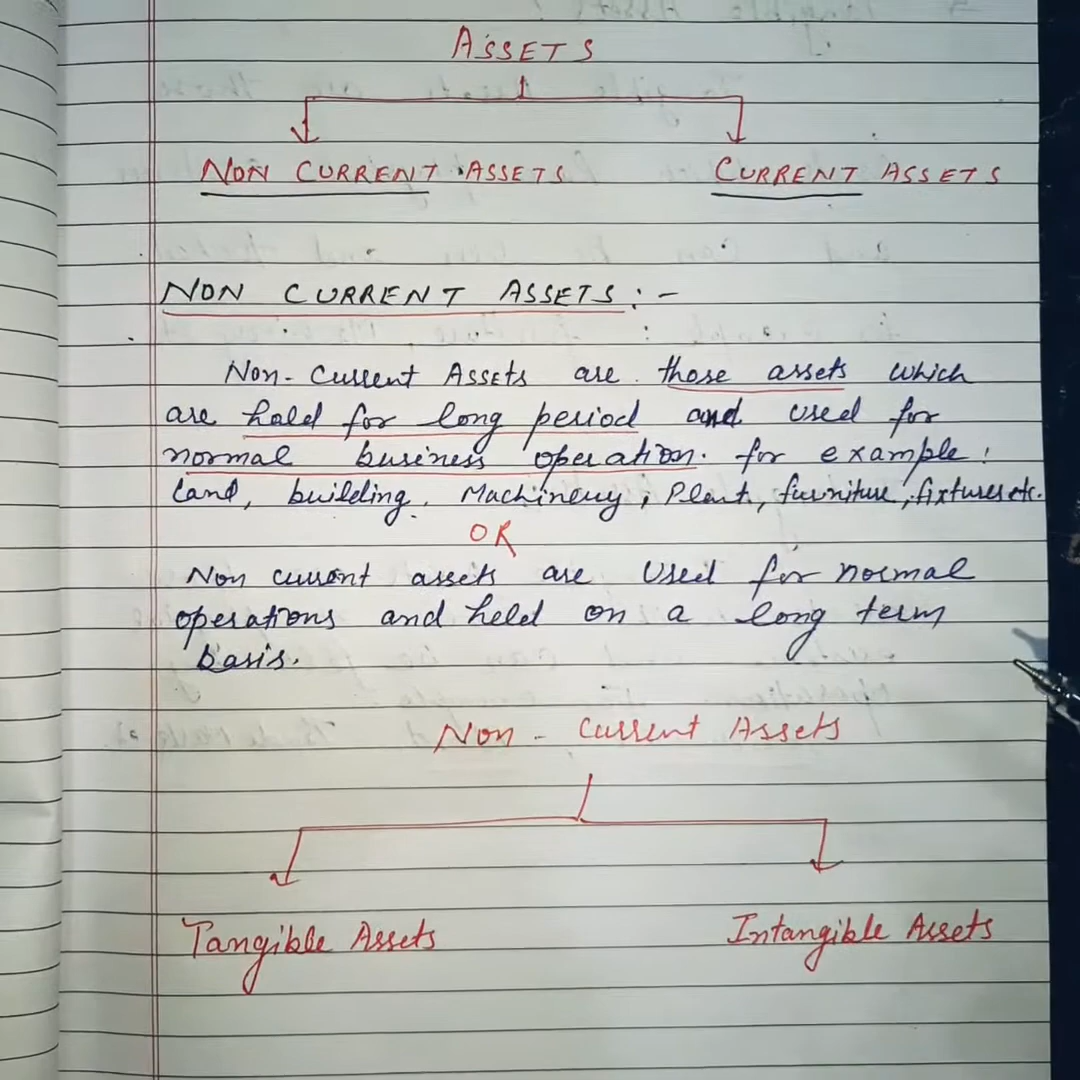 ASSETS
NON CURRENT ASSETS CURRENT ASSETS
NON CURRENT ASSETS :-
Non-Current Assets are those assets which
are hold for long period and used for
normal business operation. for example:
land, building, Machinery, Plant, furniture, fixtures etc.
OR
Non current assets are used for normal
operations and held on a long term
basis.
Non-Current Assets
Tangible Assets Intangible Assets